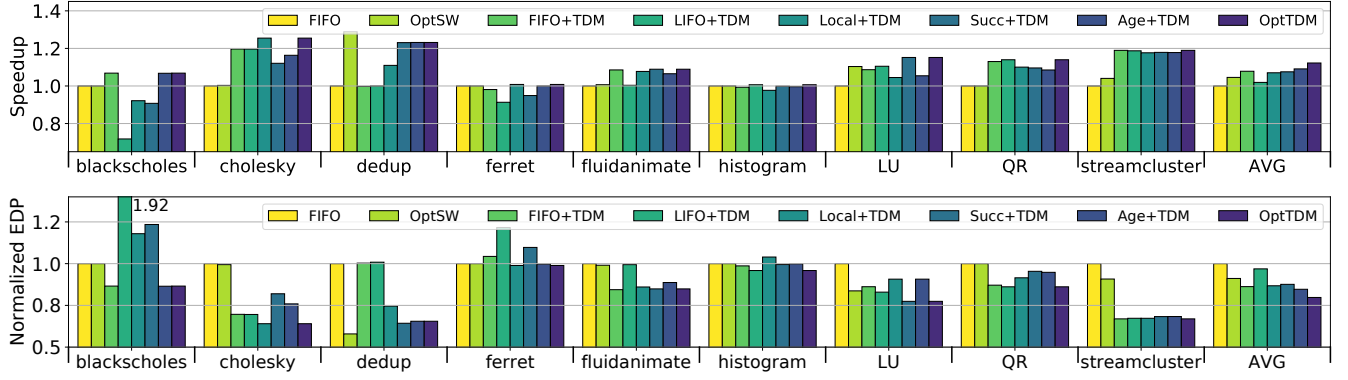 1.4
1.2
1.0
0.8
Speedup
FIFO OptSW FIFO+TDM LIFO+TDM Local+TDM Succ+TDM Age+TDM OptTDM
blackscholes cholesky dedup ferret fluidanimate histogram LU QR streamcluster AVG
1.92
1.2
1.0
0.8
0.5
Normalized EDP
FIFO OptSW FIFO+TDM LIFO+TDM Local+TDM Succ+TDM Age+TDM OptTDM
blackscholes cholesky dedup ferret fluidanimate histogram LU QR streamcluster AVG